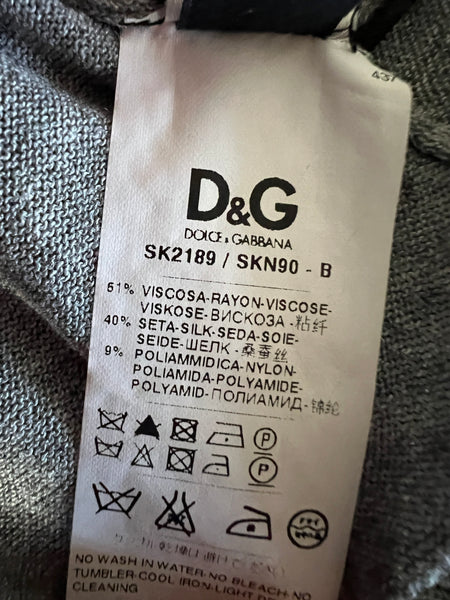 437
D&G
DOLCE & GABBANA
SK2189 / SKN90 - B
51% VISCOSA-RAYON-VISCOSE-
VISKOSE-ВИСКОЗА-粘纤
40% SETA-SILK-SEDA-SOIE-
SEIDE-ШЕЛК-桑蚕丝
9% POLIAMMIDICA-NYLON-
POLIAMIDA-POLYAMIDE-
POLYAMID-ПОЛИАМИД-锦纶
P
P
NO WASH IN WATER-NO BLEACH-NO
TUMBLER-COOL IRON-LIGHT
CLEANING